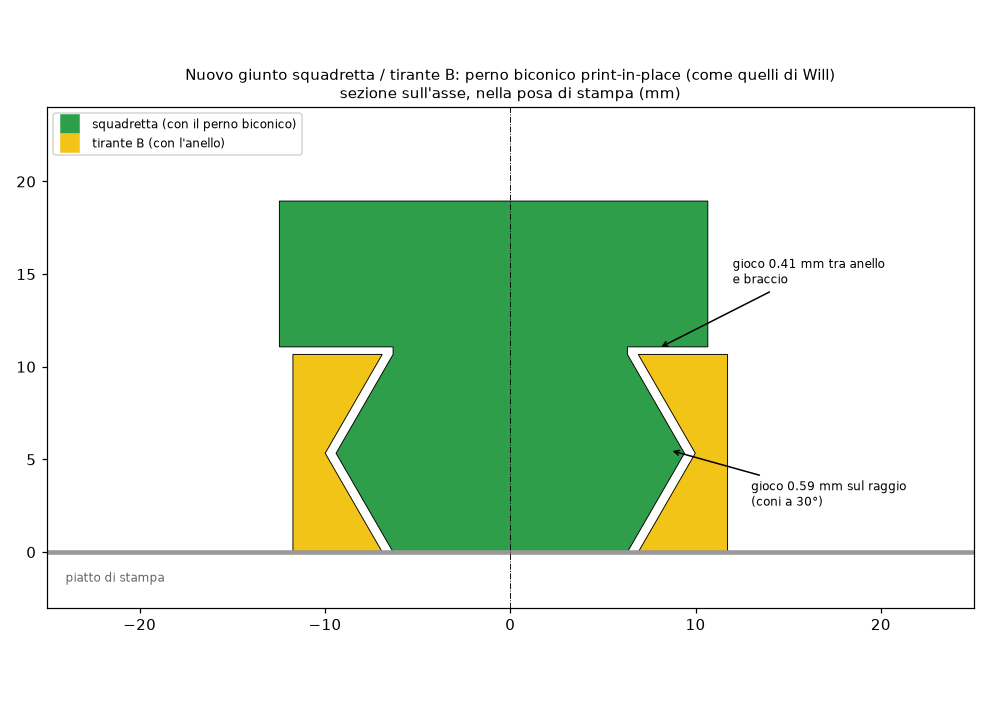 Nuovo giunto squadretta / tirante B: perno biconico print-in-place (come quelli di Will)
sezione sull'asse, nella posa di stampa (mm)
squadretta (con il perno biconico)
tirante B (con l'anello)
20
15
10
5
0
gioco 0.41 mm tra anello
e braccio
gioco 0.59 mm sul raggio
(coni a 30°)
piatto di stampa
−20
−10
0
10
20